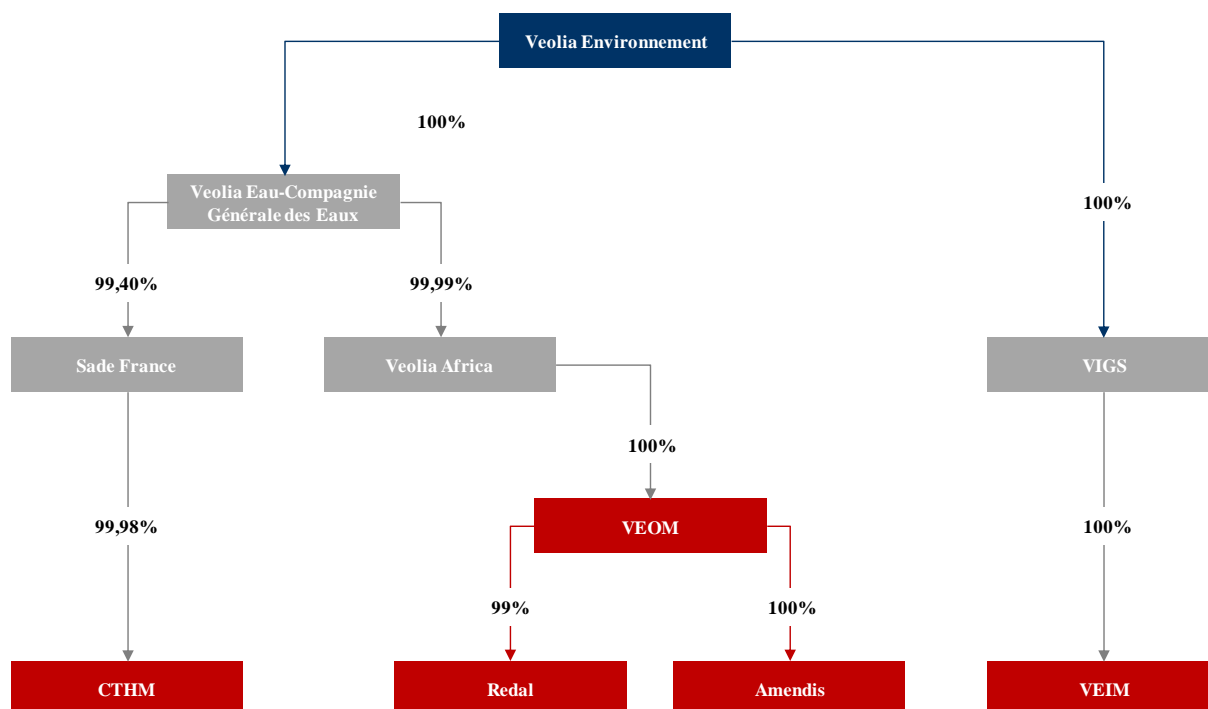 Veolia Environnement
100%
Veolia Eau-Compagnie
Générale des Eaux
100%
99,40%
99,99%
Sade France
Veolia Africa
VIGS
100%
VEOM
99,98%
100%
99%
100%
CTHM
Redal
Amendis
VEIM